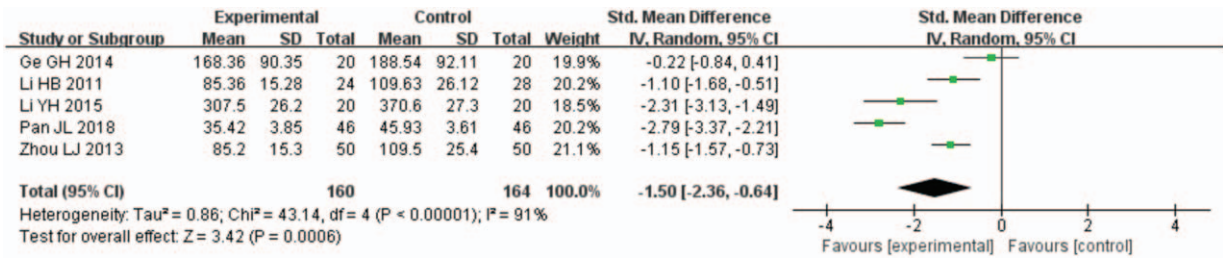 Experimental Control Std. Mean Difference Std. Mean Difference
Study or Subgroup Mean SD Total Mean SD Total Weight IV, Random, 95% CI IV, Random, 95% CI
Ge GH 2014 168.36 90.35 20 188.54 92.11 20 19.9% -0.22 [-0.84, 0.41]
Li HB 2011 85.36 15.28 24 109.63 26.12 28 20.2% -1.10 [-1.68, -0.51]
Li YH 2015 307.5 26.2 20 370.6 27.3 20 18.5% -2.31 [-3.13, -1.49]
Pan JL 2018 35.42 3.85 46 45.93 3.61 46 20.2% -2.79 [-3.37, -2.21]
Zhou LJ 2013 85.2 15.3 50 109.5 25.4 50 21.1% -1.15 [-1.57, -0.73]
Total (95% CI) 160 164 100.0% -1.50 [-2.36, -0.64]
Heterogeneity: Tau² = 0.86; Chi² = 43.14, df = 4 (P < 0.00001); I² = 91%
Test for overall effect: Z = 3.42 (P = 0.0006)
-4 -2 0 2 4
Favours [experimental] Favours [control]